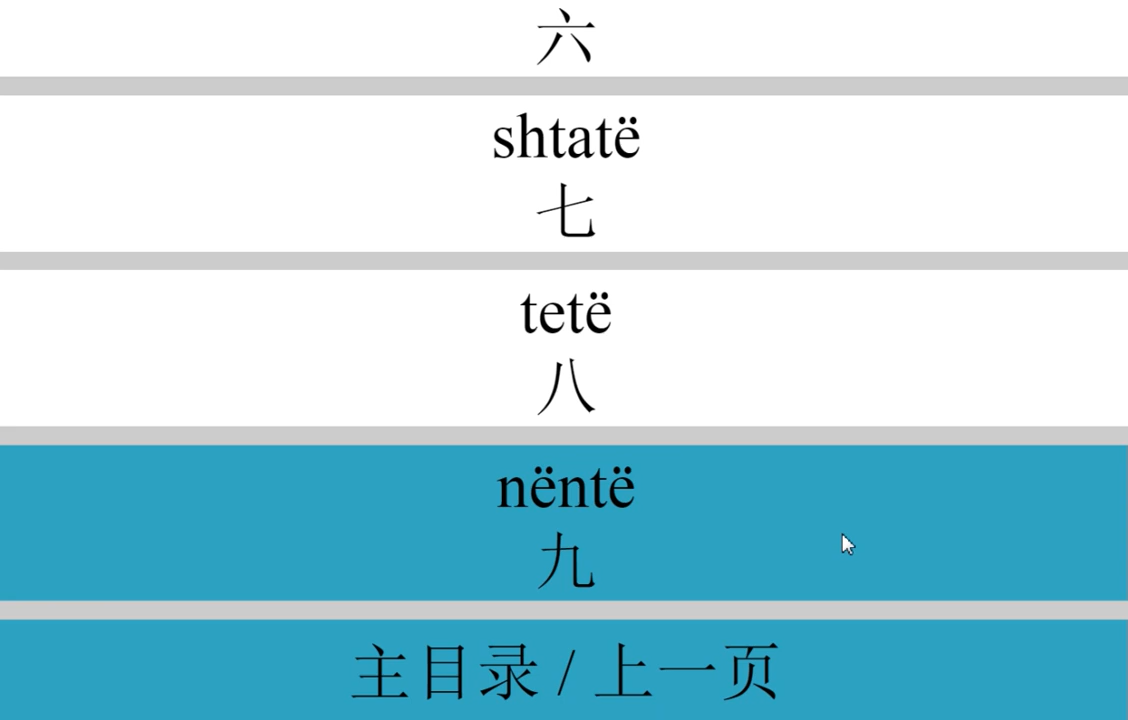 六
shtatë
七
tetë
八
nëntë
九
主目录 / 上一页